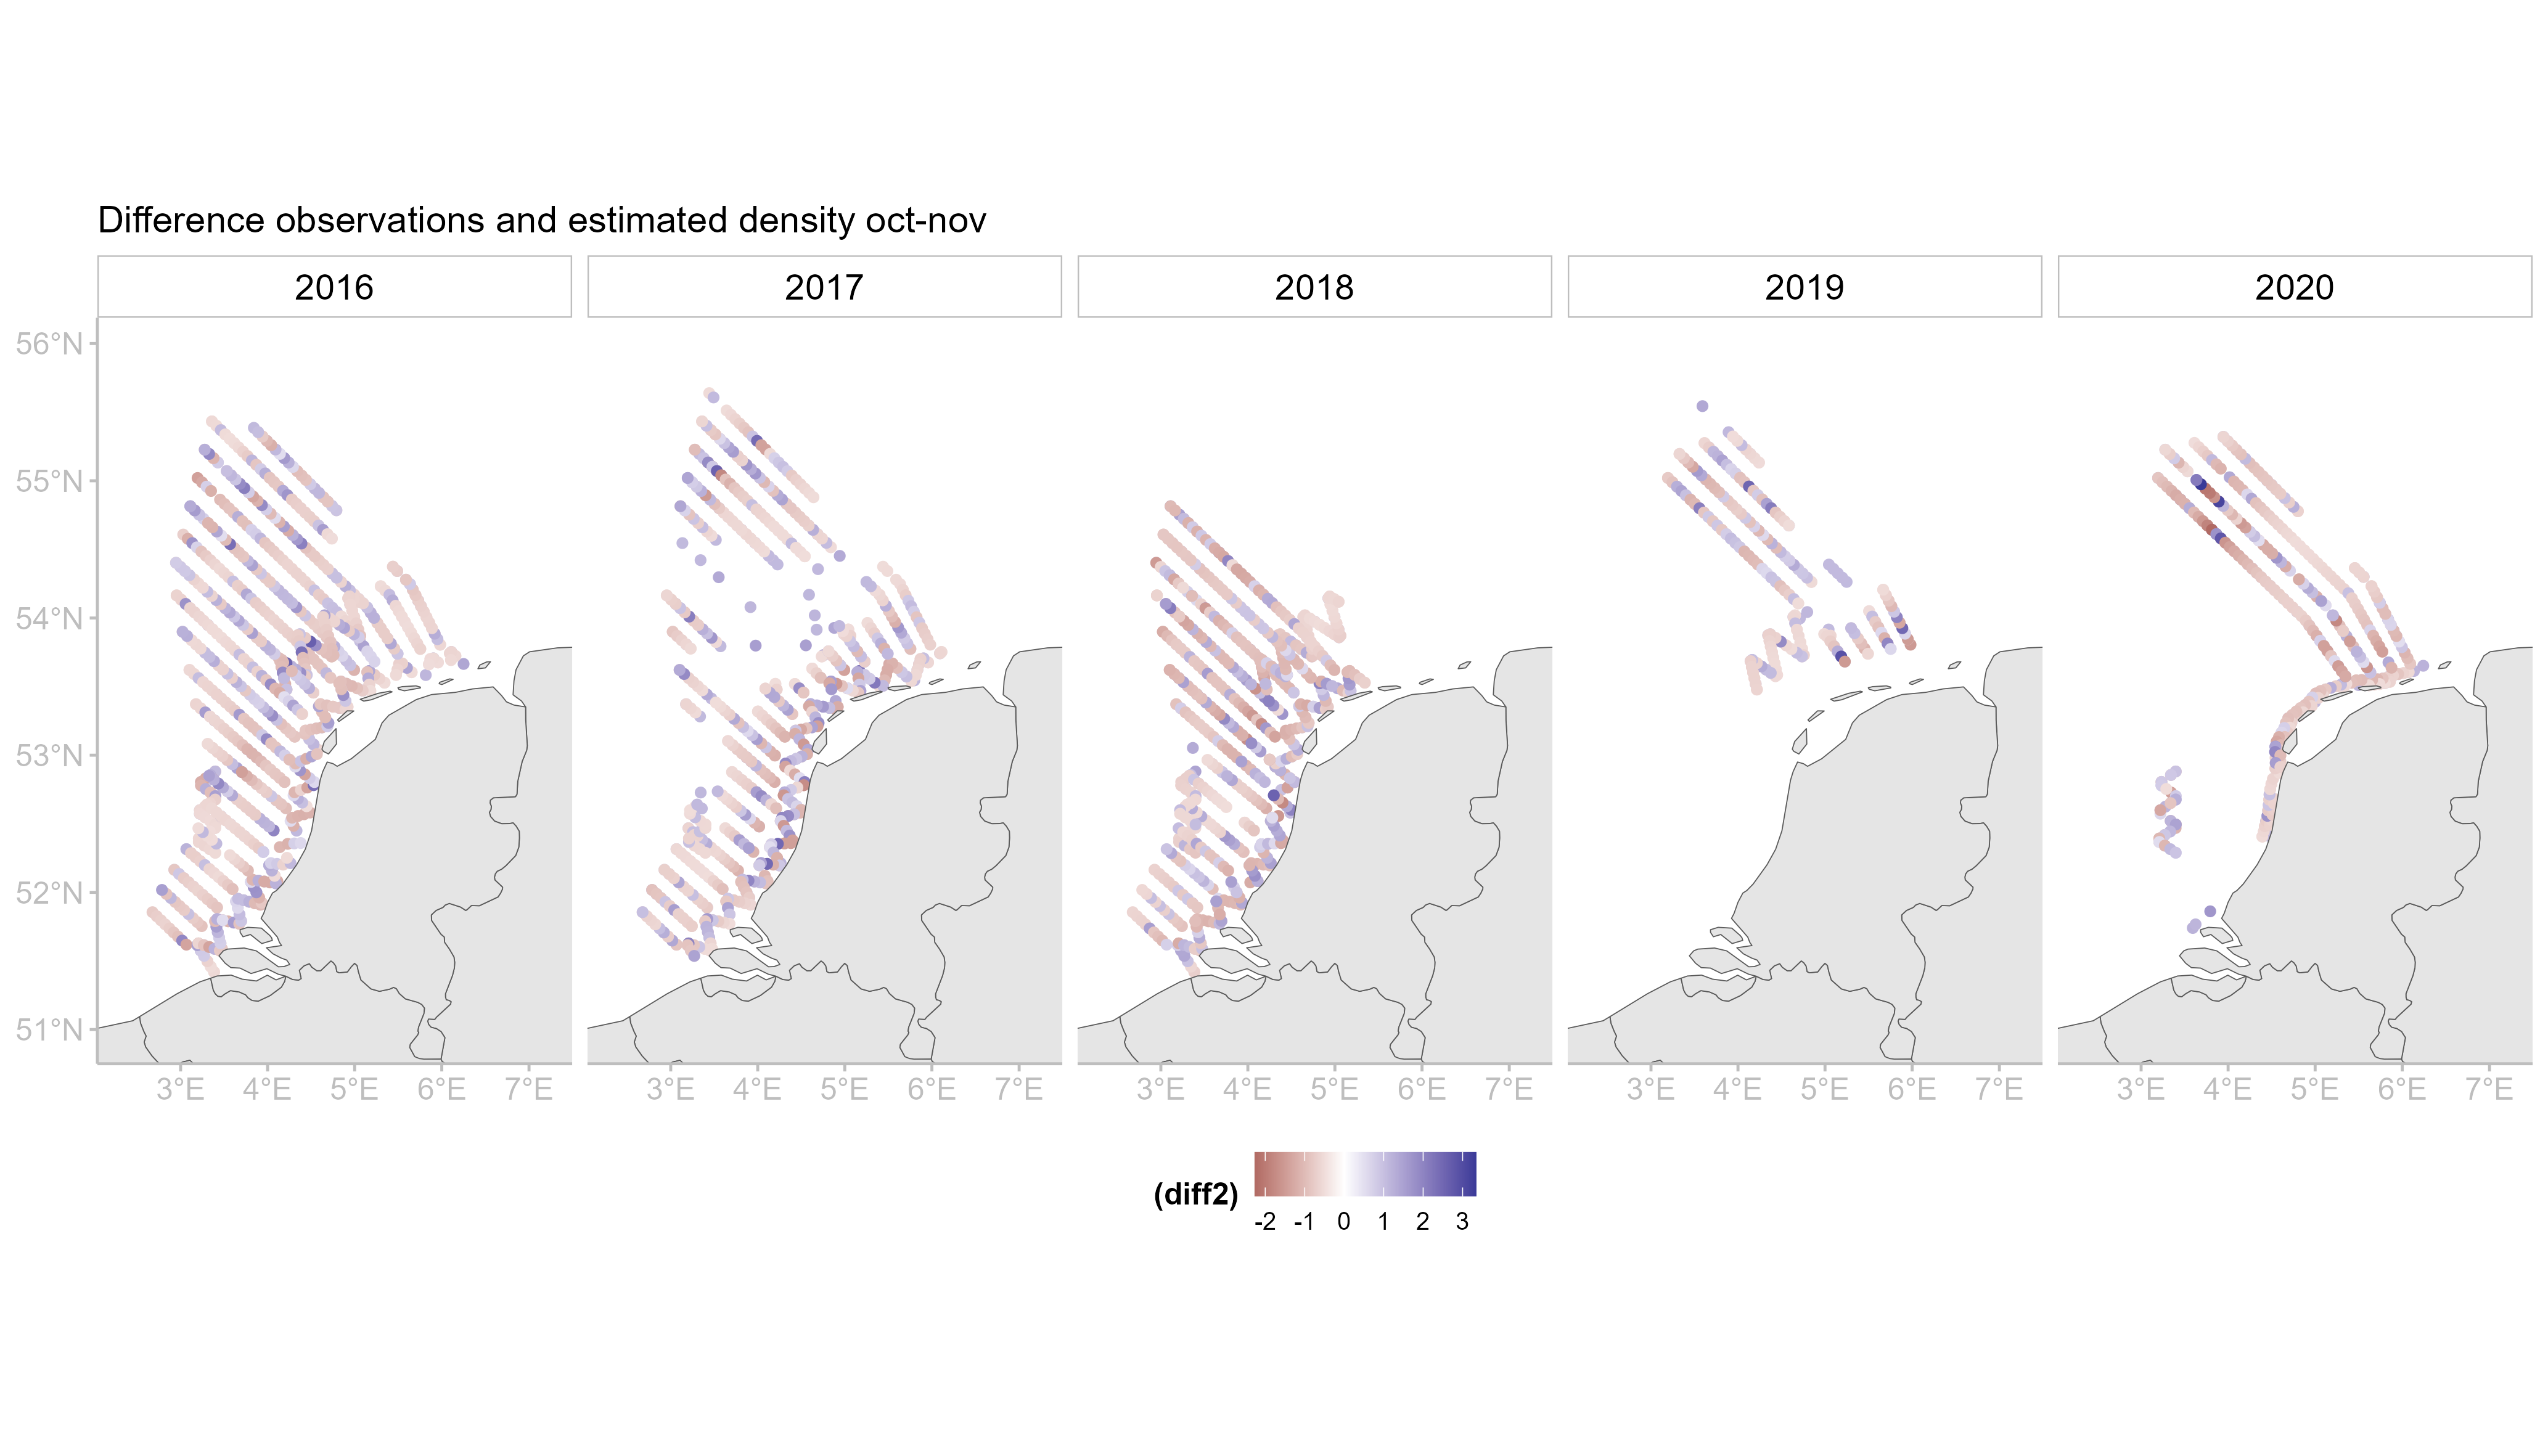 Difference observations and estimated density oct-nov
2016 2017 2018 2019 2020
56°N
55°N
54°N
53°N
52°N
51°N
3°E 4°E 5°E 6°E 7°E 3°E 4°E 5°E 6°E 7°E 3°E 4°E 5°E 6°E 7°E 3°E 4°E 5°E 6°E 7°E 3°E 4°E 5°E 6°E 7°E
(diff2)
-2 -1 0 1 2 3